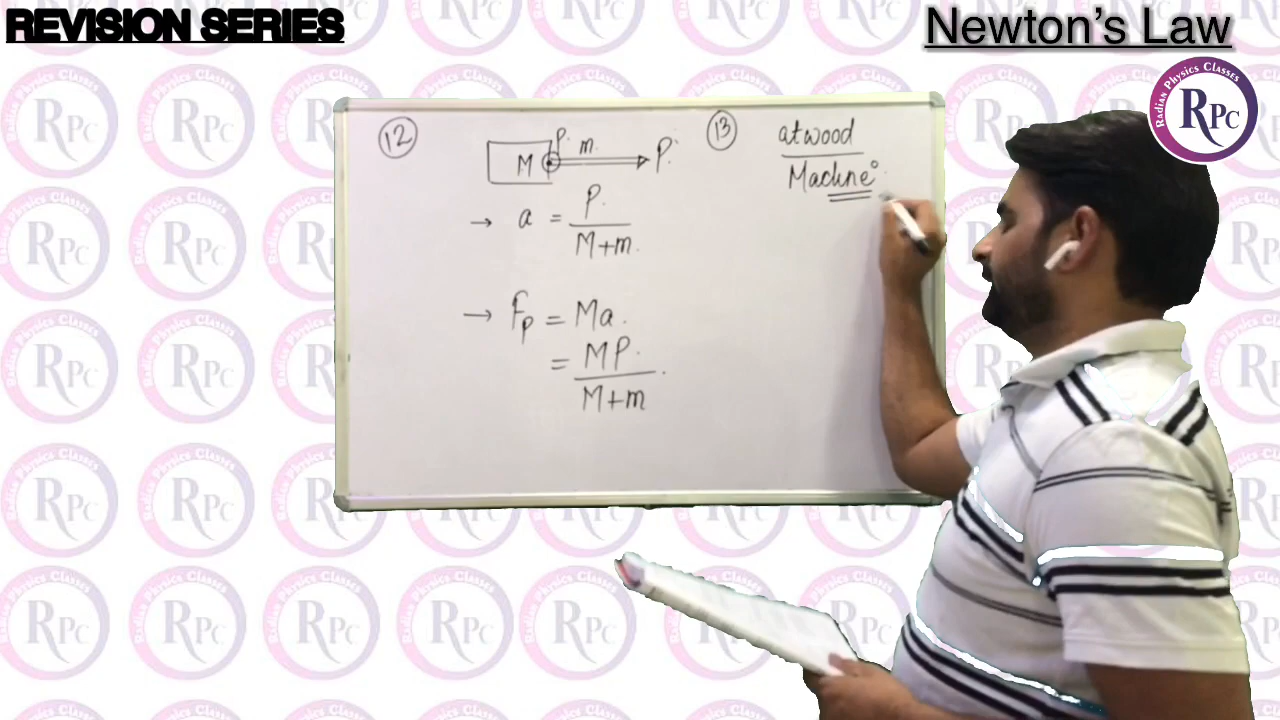 REVISION SERIES
Newton's Law
Radian Physics Classes
RPC
12
P. m.
M
P.
→ a = P. / M+m.
→ Fp = Ma.
= MP. / M+m
13
atwood
Machine